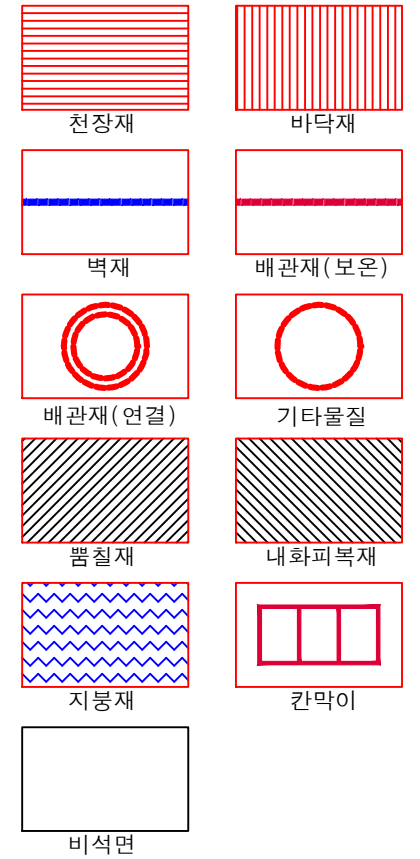 천장재 바닥재
벽재 배관재(보온)
배관재(연결) 기타물질
뿜칠재 내화피복재
지붕재 칸막이
비석면